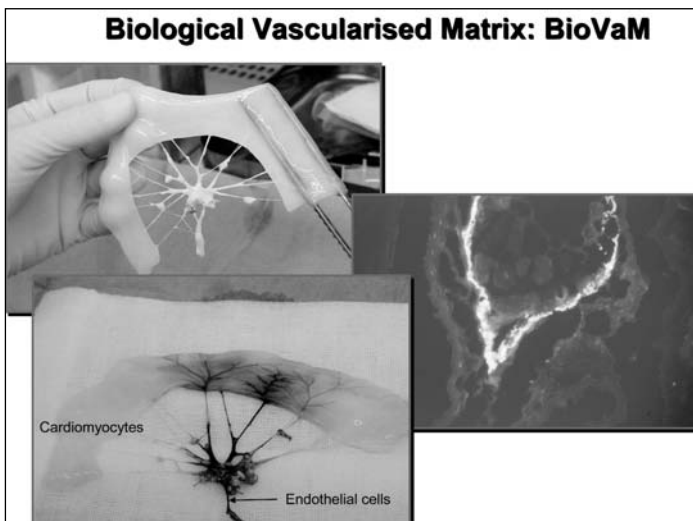 Biological Vascularised Matrix: BioVaM
Cardiomyocytes
Endothelial cells